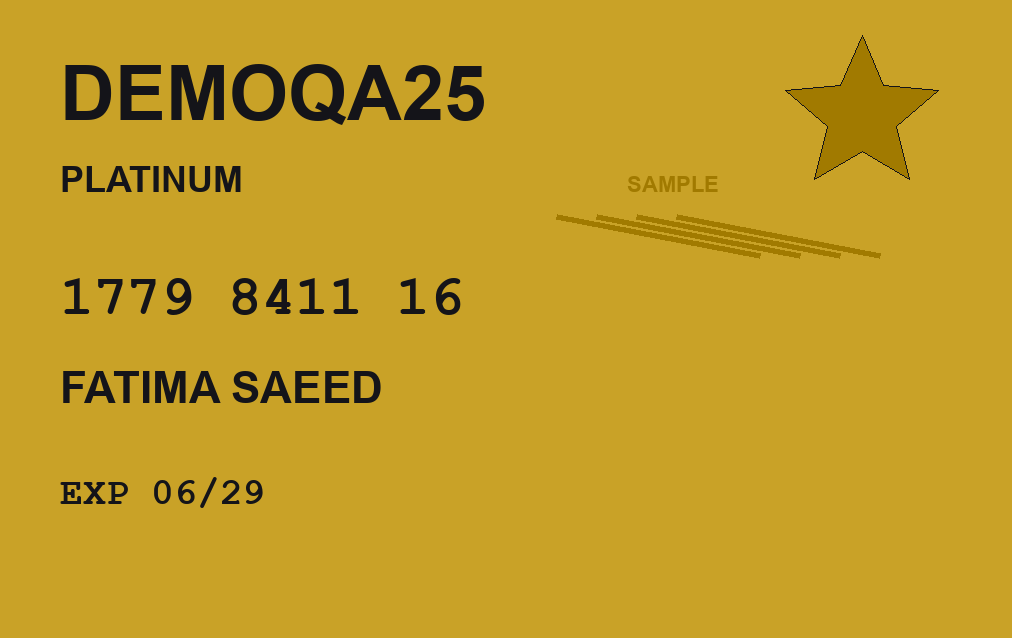 DEMOQA25
PLATINUM
SAMPLE
1779 8411 16
FATIMA SAEED
EXP 06/29